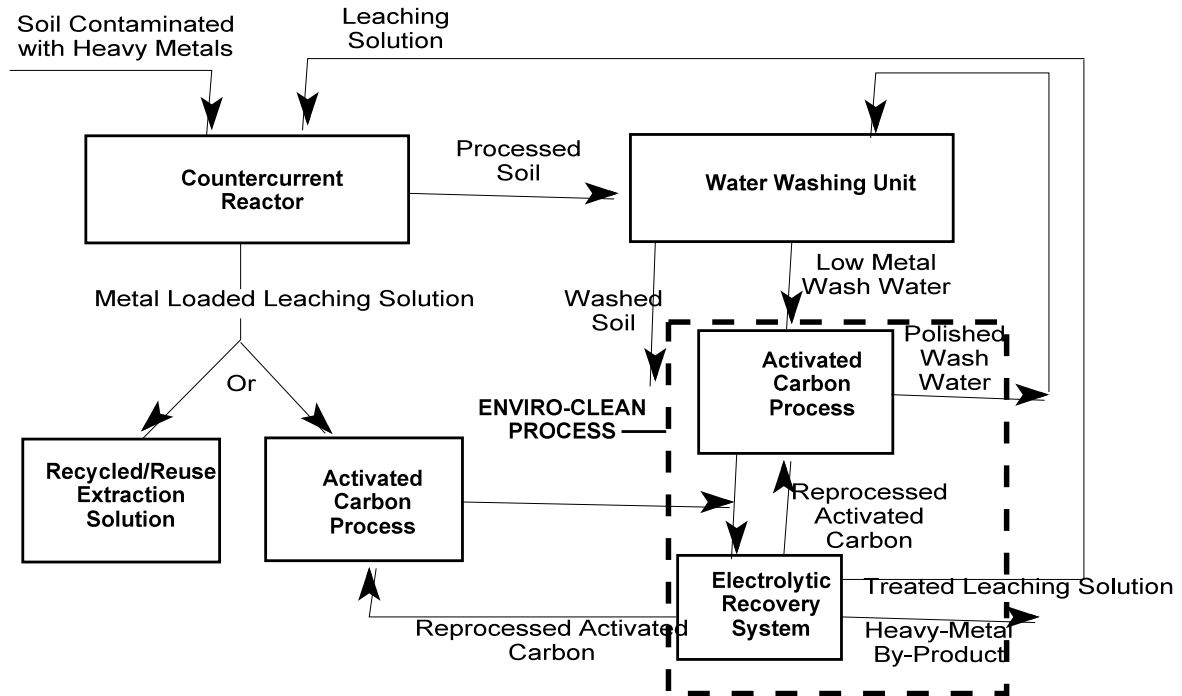 Soil Contaminated
with Heavy Metals
Leaching
Solution
Countercurrent
Reactor
Processed
Soil
Water Washing Unit
Metal Loaded Leaching Solution
Or
Washed
Soil
Low Metal
Wash Water
Recycled/Reuse
Extraction
Solution
Activated
Carbon
Process
ENVIRO-CLEAN
PROCESS
Activated
Carbon
Process
Polished
Wash
Water
Reprocessed
Activated
Carbon
Electrolytic
Recovery
System
Treated Leaching Solution
Reprocessed Activated
Carbon
Heavy-Metal
By-Product